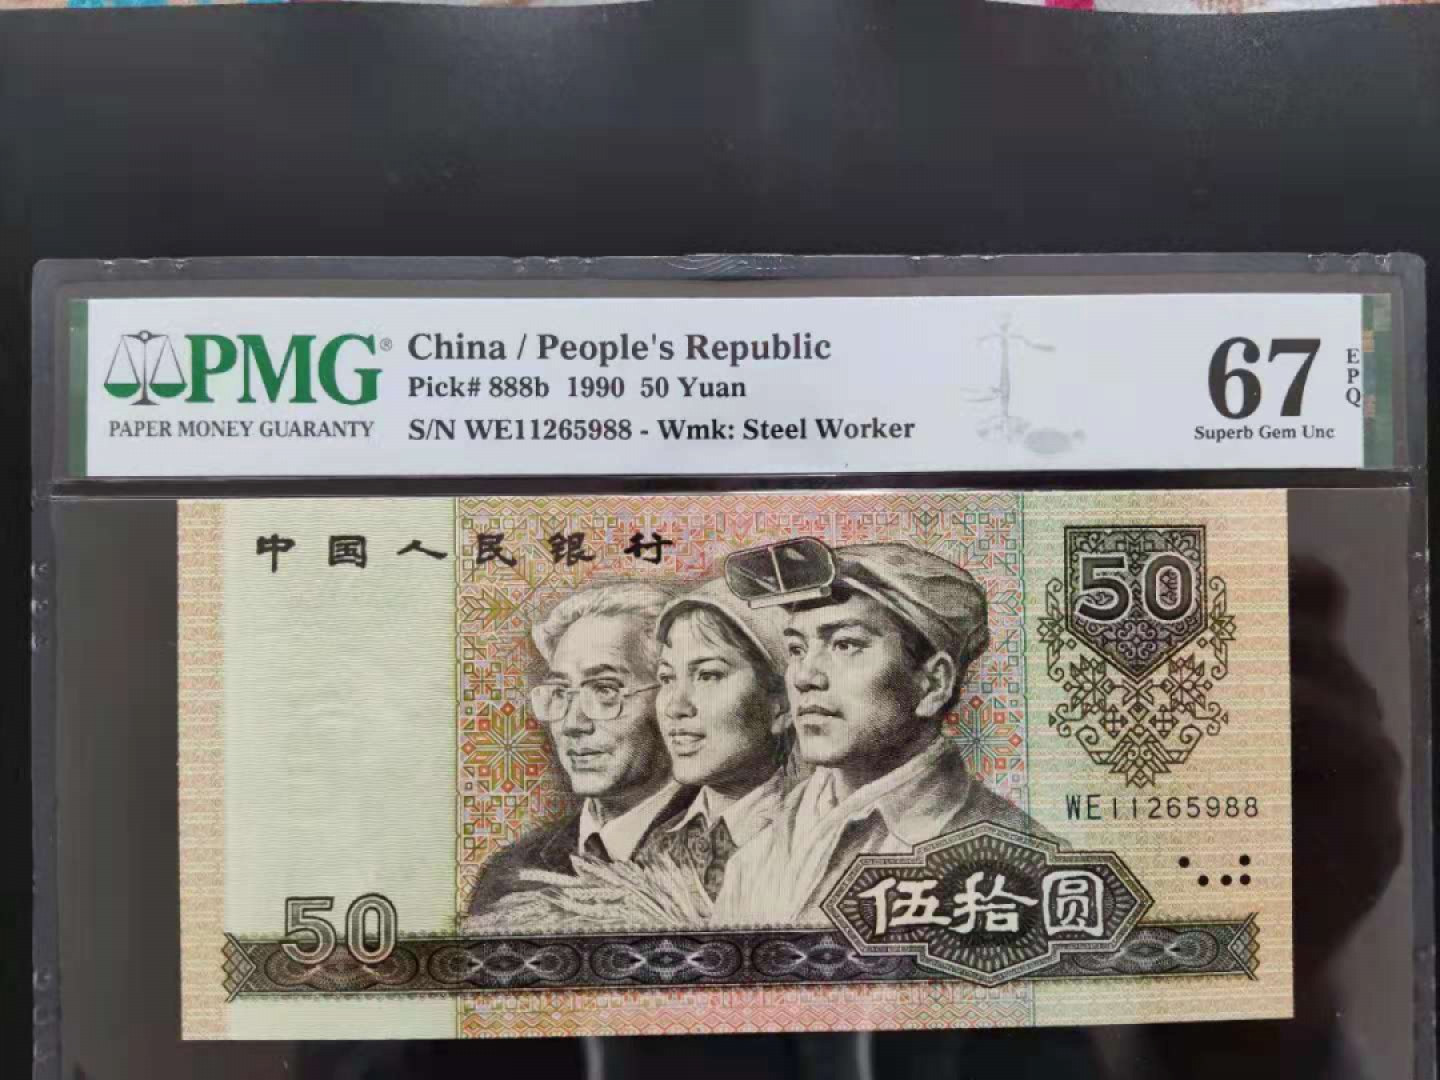 PMG®
PAPER MONEY GUARANTY
China / People's Republic
Pick# 888b 1990 50 Yuan
S/N WE11265988 - Wmk: Steel Worker
67
EPQ
Superb Gem Unc
中国人民银行
50
WE11265988
伍拾圆
50